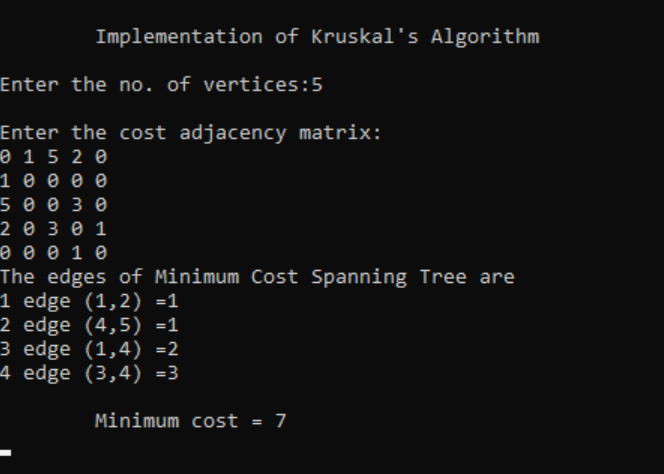 Implementation of Kruskal's Algorithm
Enter the no. of vertices:5
Enter the cost adjacency matrix:
0 1 5 2 0
1 0 0 0 0
5 0 0 3 0
2 0 3 0 1
0 0 0 1 0
The edges of Minimum Cost Spanning Tree are
1 edge (1,2) =1
2 edge (4,5) =1
3 edge (1,4) =2
4 edge (3,4) =3
Minimum cost = 7